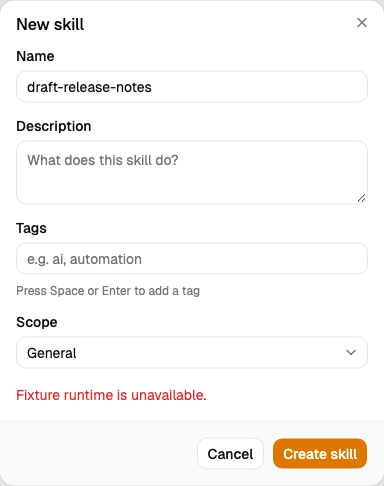 New skill
Name
draft-release-notes
Description
What does this skill do?
Tags
e.g. ai, automation
Press Space or Enter to add a tag
Scope
General
Fixture runtime is unavailable.
Cancel
Create skill